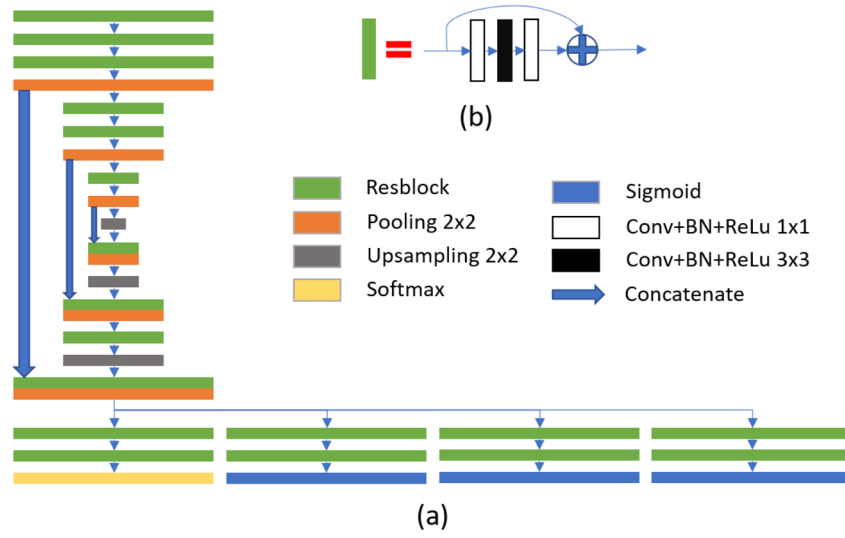 (b)
Resblock
Pooling 2x2
Upsampling 2x2
Softmax
Sigmoid
Conv+BN+ReLu 1x1
Conv+BN+ReLu 3x3
Concatenate
(a)